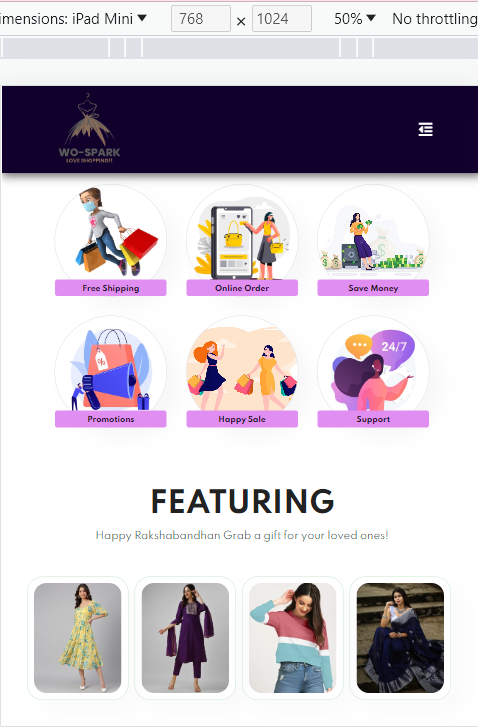 imensions: iPad Mini
768 × 1024
50%
No throttling
WO-SPARK
LOVE SHOPPING!!
Free Shipping
Online Order
Save Money
%
24/7
Promotions
Happy Sale
Support
FEATURING
Happy Rakshabandhan Grab a gift for your loved ones!